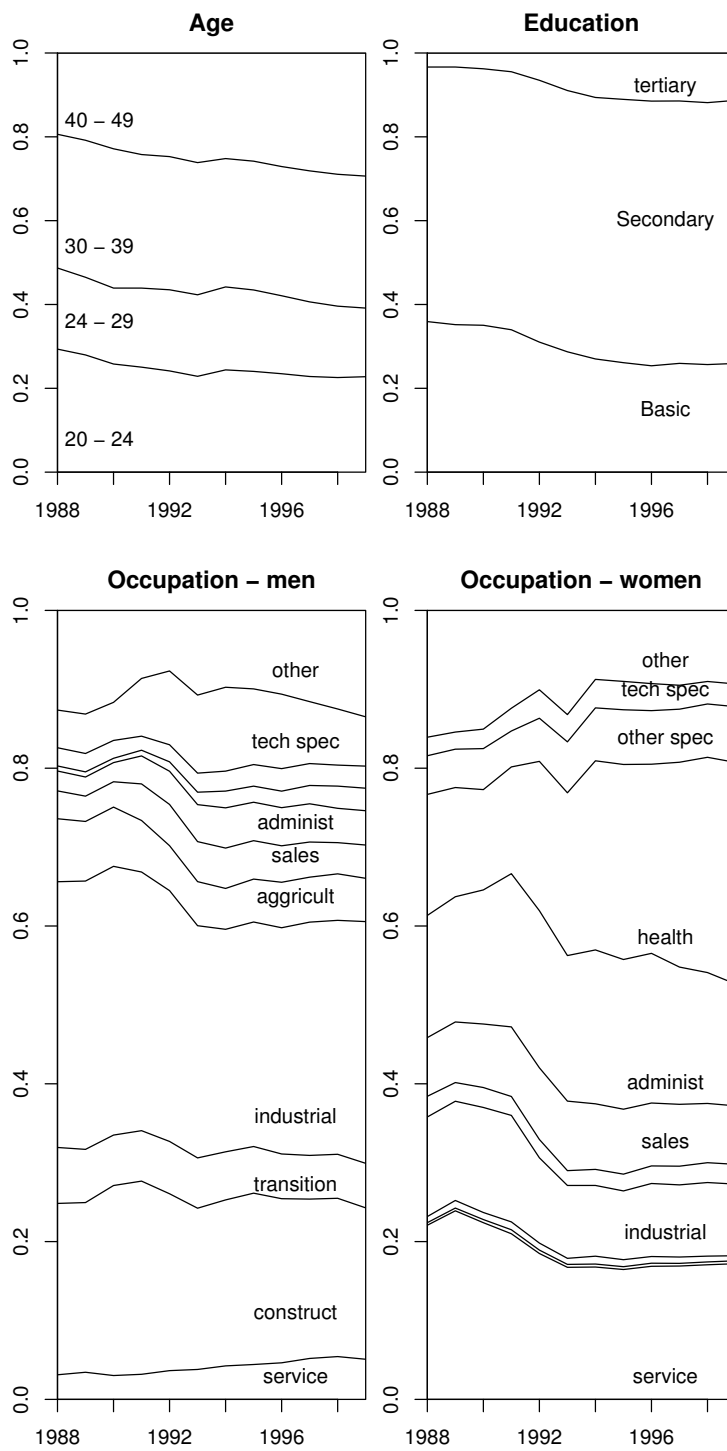 Age
Education
1.0
0.8
0.6
0.4
0.2
0.0
40 − 49
30 − 39
24 − 29
20 − 24
1988
1992
1996
1.0
0.8
0.6
0.4
0.2
0.0
tertiary
Secondary
Basic
1988
1992
1996
Occupation − men
Occupation − women
1.0
0.8
0.6
0.4
0.2
0.0
other
tech spec
administ
sales
aggricult
industrial
transition
construct
service
1988
1992
1996
1.0
0.8
0.6
0.4
0.2
0.0
other
tech spec
other spec
health
administ
sales
industrial
service
1988
1992
1996